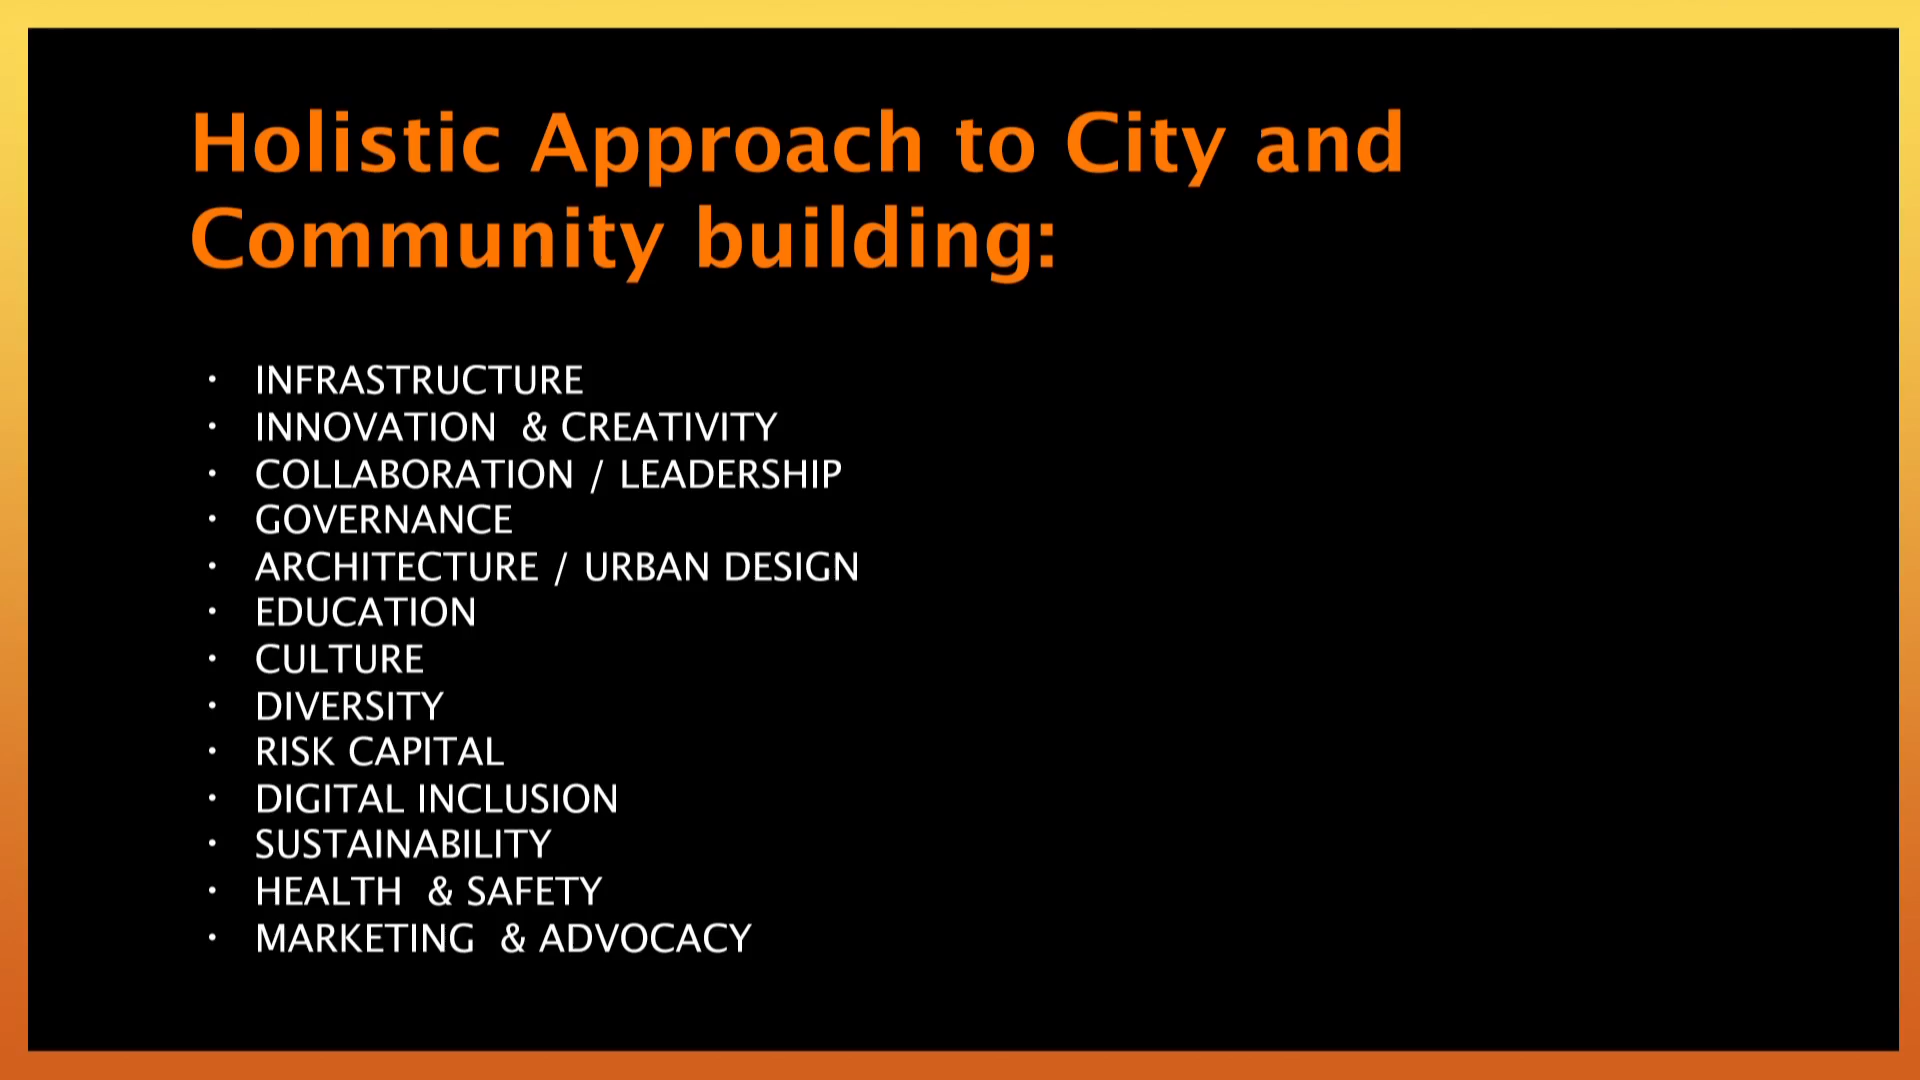 Holistic Approach to City and
Community building:
• INFRASTRUCTURE
• INNOVATION  & CREATIVITY
• COLLABORATION / LEADERSHIP
• GOVERNANCE
• ARCHITECTURE / URBAN DESIGN
• EDUCATION
• CULTURE
• DIVERSITY
• RISK CAPITAL
• DIGITAL INCLUSION
• SUSTAINABILITY
• HEALTH  & SAFETY
• MARKETING  & ADVOCACY